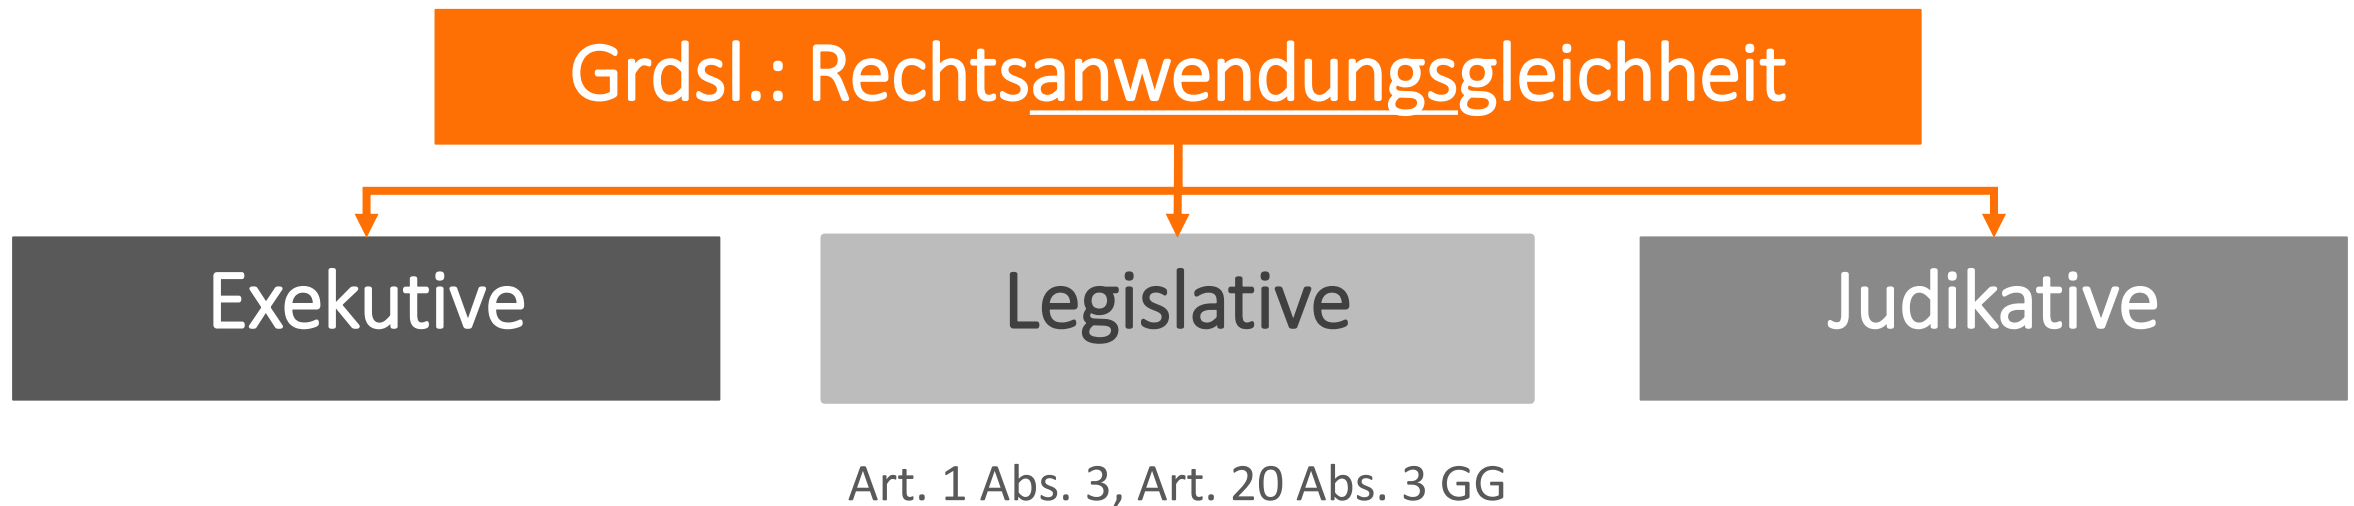 Grdsl.: Rechtsanwendungsgleichheit
Exekutive
Legislative
Judikative
Art. 1 Abs. 3, Art. 20 Abs. 3 GG